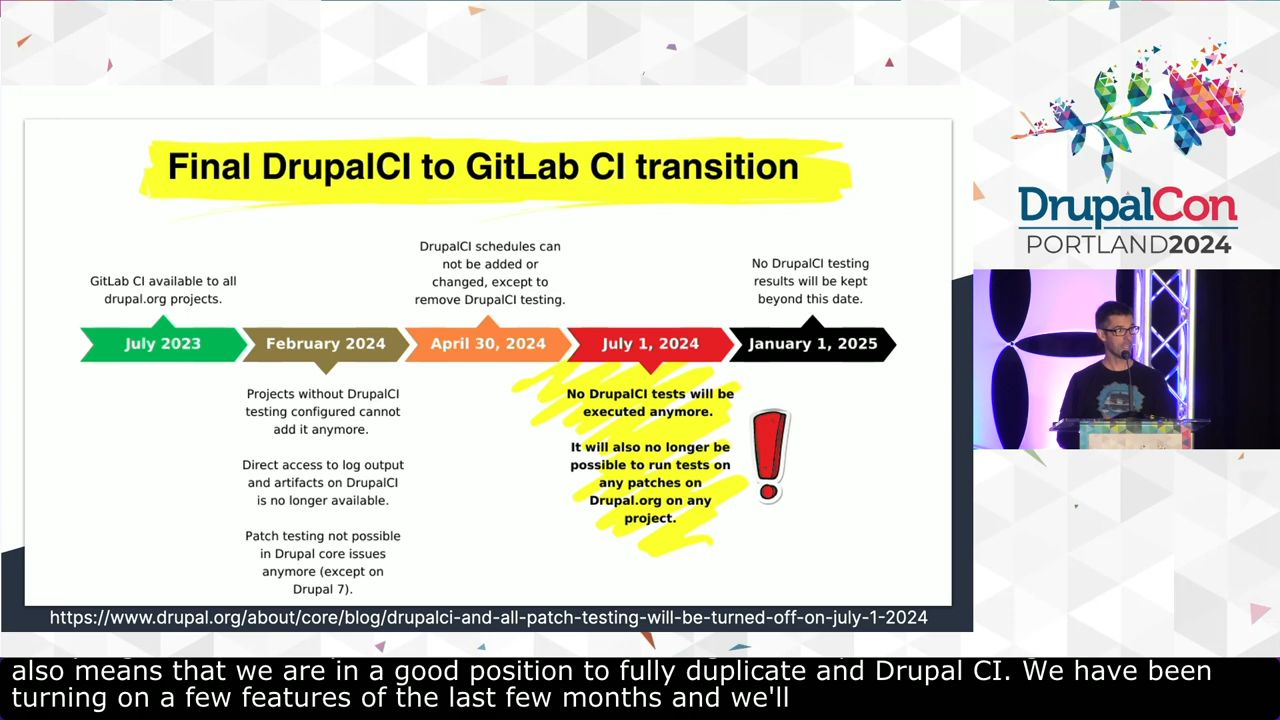 Final DrupalCI to GitLab CI transition
GitLab CI available to all
drupal.org projects.
DrupalCI schedules can
not be added or
changed, except to
remove DrupalCI testing.
No DrupalCI testing
results will be kept
beyond this date.
July 2023
February 2024
April 30, 2024
July 1, 2024
January 1, 2025
Projects without DrupalCI
testing configured cannot
add it anymore.
Direct access to log output
and artifacts on DrupalCI
is no longer available.
Patch testing not possible
in Drupal core issues
anymore (except on
Drupal 7).
No DrupalCI tests will be
executed anymore.
It will also no longer be
possible to run tests on
any patches on
Drupal.org on any
project.
https://www.drupal.org/about/core/blog/drupalci-and-all-patch-testing-will-be-turned-off-on-july-1-2024
DrupalCon
PORTLAND2024
also means that we are in a good position to fully duplicate and Drupal CI. We have been
turning on a few features of the last few months and we'll